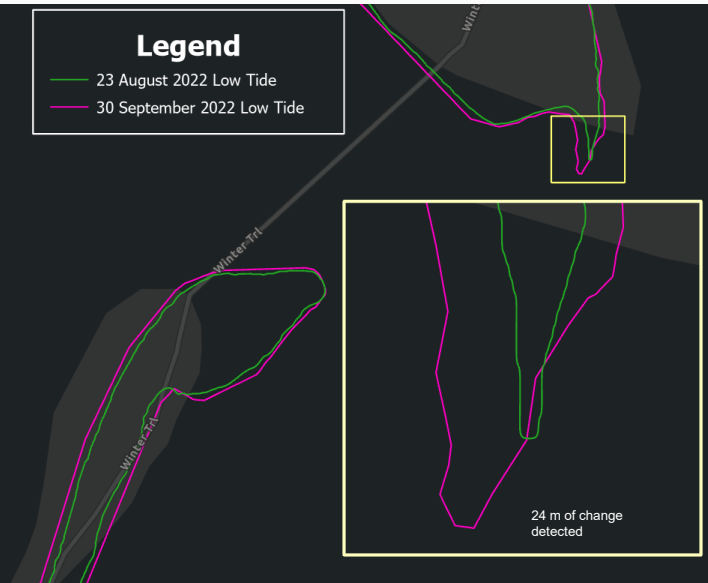 Legend
23 August 2022 Low Tide
30 September 2022 Low Tide
Wint
Winter Trl
Winter Trl
24 m of change
detected